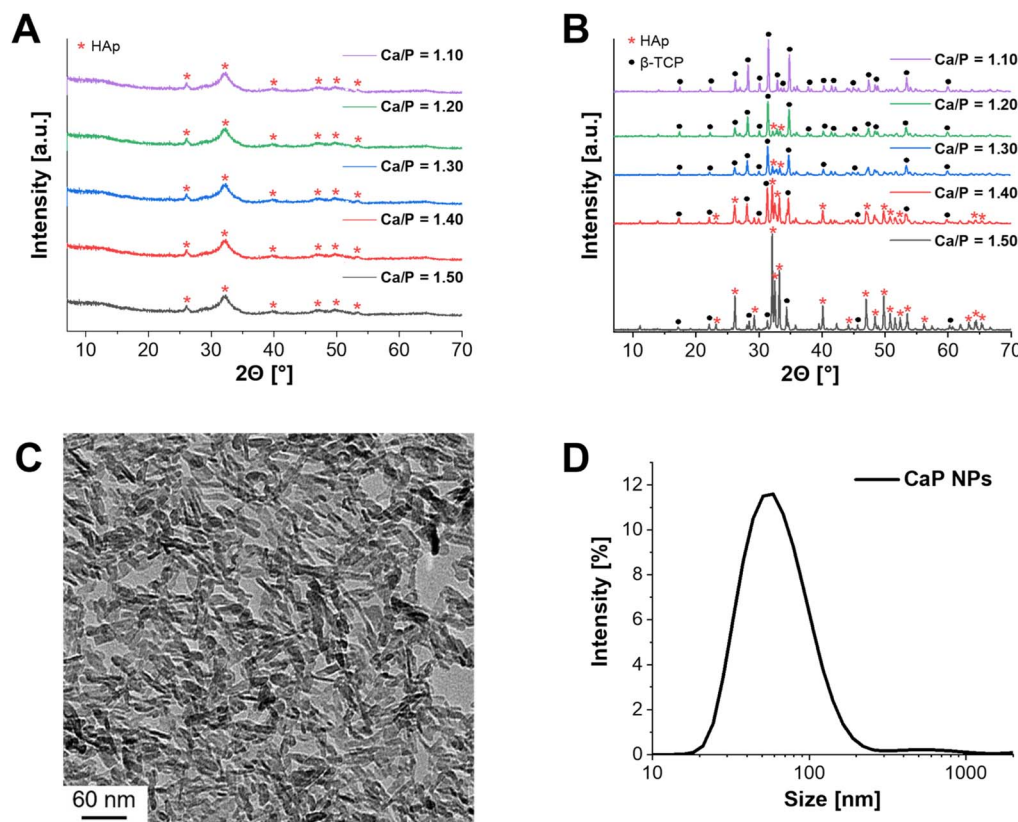 A
* HAp
Ca/P = 1.10
Ca/P = 1.20
Ca/P = 1.30
Ca/P = 1.40
Ca/P = 1.50
Intensity [a.u.]
10 20 30 40 50 60 70
2Θ [°]
B
* HAp
• β-TCP
Ca/P = 1.10
Ca/P = 1.20
Ca/P = 1.30
Ca/P = 1.40
Ca/P = 1.50
Intensity [a.u.]
10 20 30 40 50 60 70
2Θ [°]
C
60 nm
D
CaP NPs
12
10
8
6
4
2
0
Intensity [%]
10 100 1000
Size [nm]